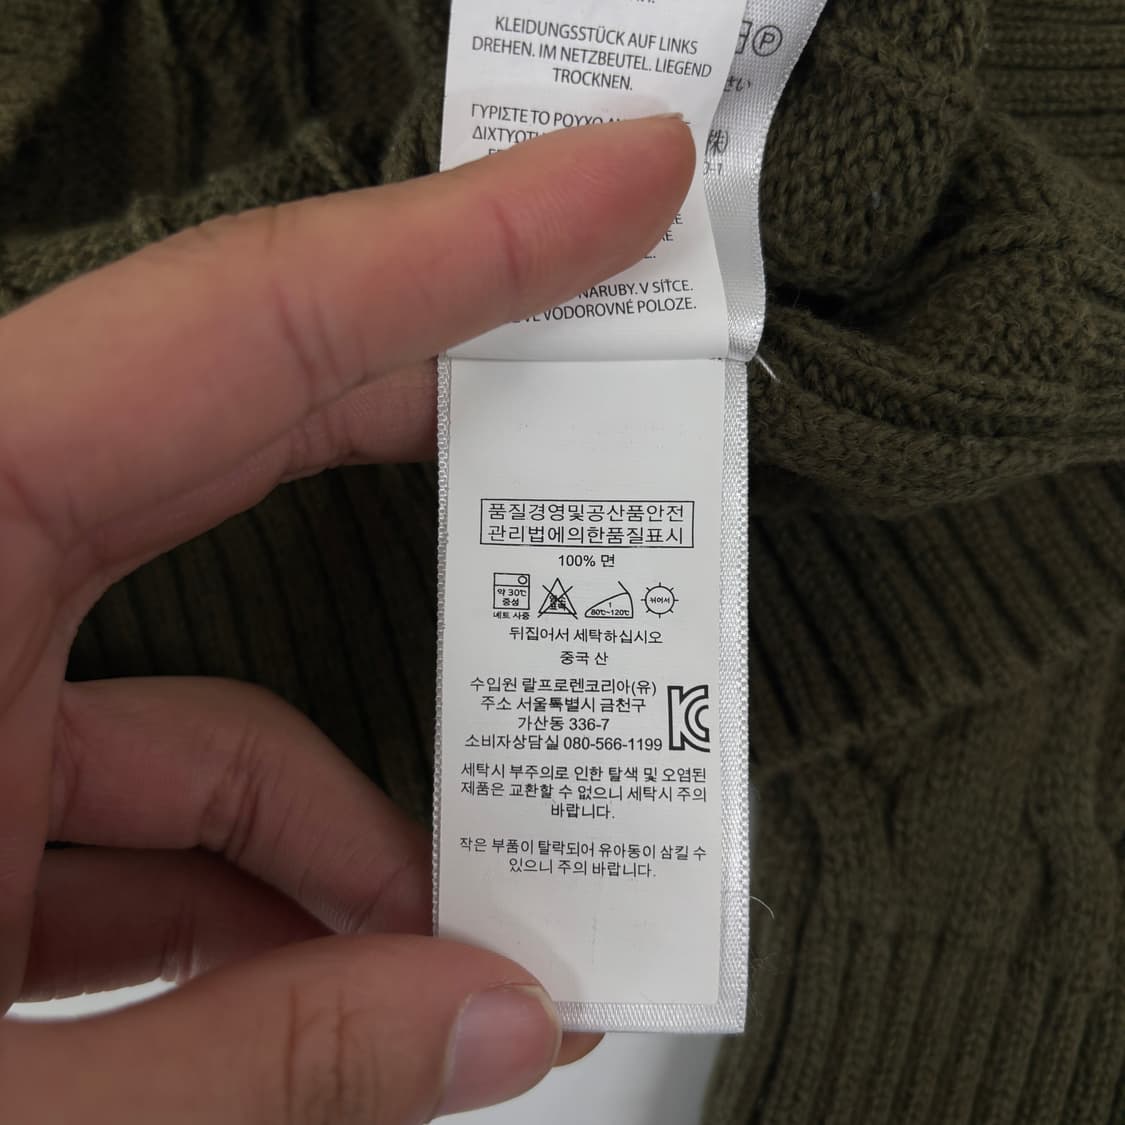 KLEIDUNGSSTÜCK AUF LINKS
DREHEN. IM NETZBEUTEL. LIEGEND
TROCKNEN.
ΓΥΡΙΣΤΕ ΤΟ ΡΟΥΧΟ
NARUBY. V SÍŤCE.
VE VODOROVNÉ POLOZE.
P
さい
(株)
품질경영및공산품안전
관리법에의한품질표시
100% 면
약 30℃
중성
네트 사용
1
80℃~120℃
뉘어서
뒤집어서 세탁하십시오
중국 산
수입원 랄프로렌코리아(유)
주소 서울특별시 금천구
가산동 336-7
소비자상담실 080-566-1199
KC
세탁시 부주의로 인한 탈색 및 오염된
제품은 교환할 수 없으니 세탁시 주의
바랍니다.
작은 부품이 탈락되어 유아동이 삼킬 수
있으니 주의 바랍니다.